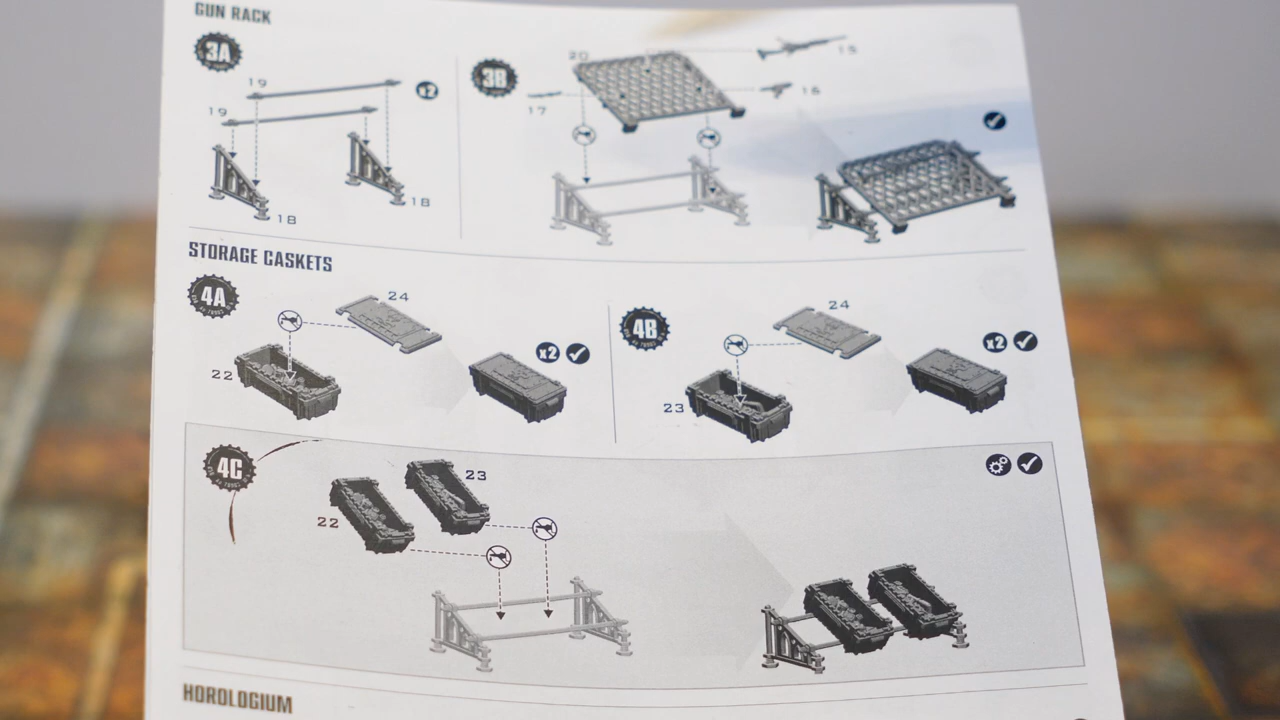 GUN RACK
3A
19
19
x2
18
18
3B
20
15
16
17
STORAGE CASKETS
4A
24
22
x2
4B
24
23
x2
4C
23
22
HOROLOGIUM